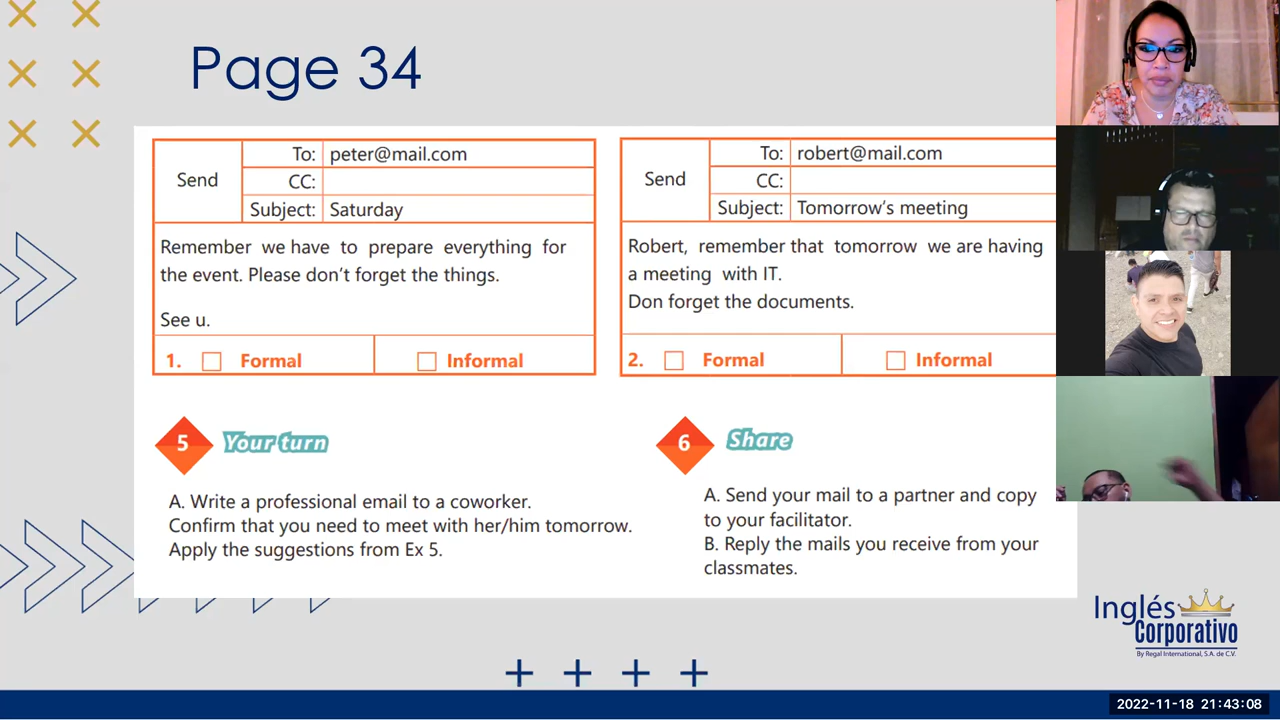 Page 34
Send
To: peter@mail.com
CC:
Subject: Saturday
Remember we have to prepare everything for
the event. Please don't forget the things.
See u.
1. Formal
Informal
Send
To: robert@mail.com
CC:
Subject: Tomorrow's meeting
Robert, remember that tomorrow we are having
a meeting with IT.
Don forget the documents.
2. Formal
Informal
5 Your turn
A. Write a professional email to a coworker.
Confirm that you need to meet with her/him tomorrow.
Apply the suggestions from Ex 5.
6 Share
A. Send your mail to a partner and copy
to your facilitator.
B. Reply the mails you receive from your
classmates.
Inglés
Corporativo
By Regal International, S.A. de C.V.
2022-11-18 21:43:08